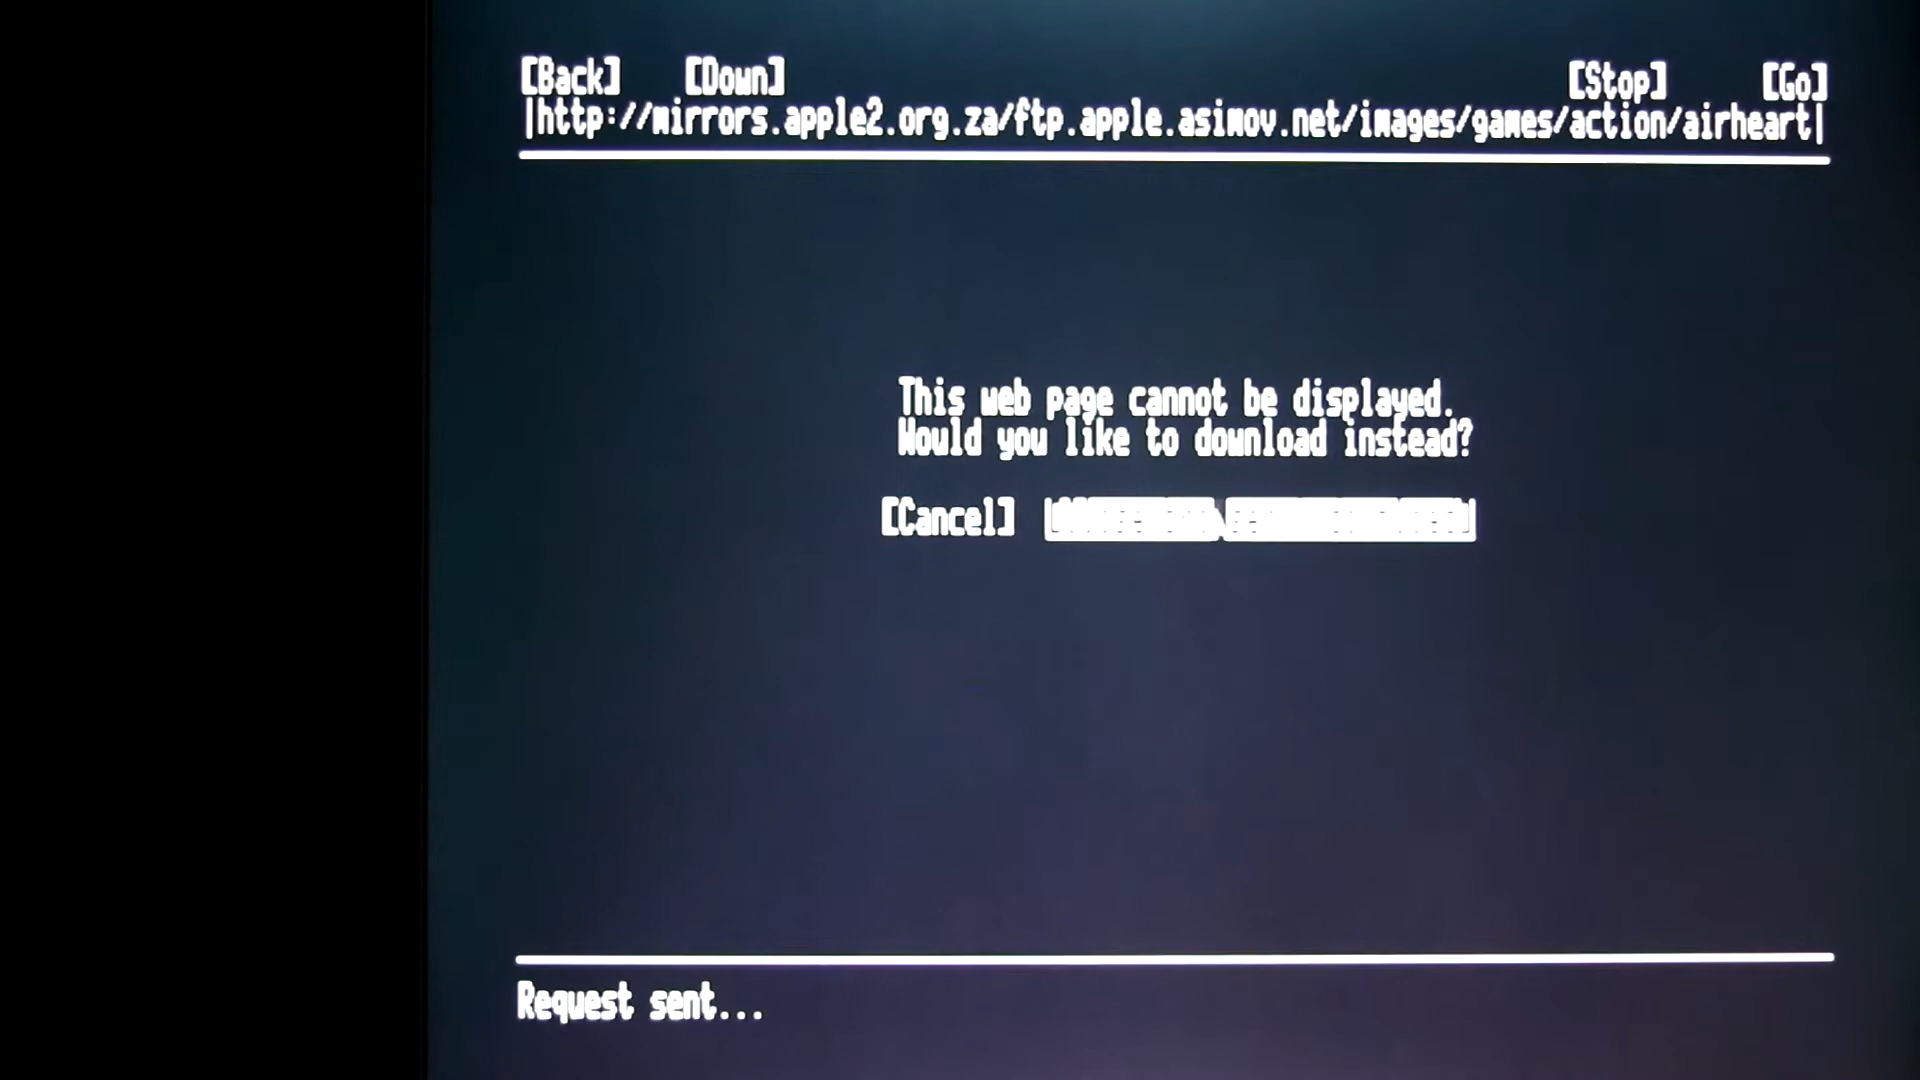 [Back] [Down] [Stop] [Go]
|http://mirrors.apple2.org.za/ftp.apple.asimov.net/images/games/action/airheart|
This web page cannot be displayed.
Would you like to download instead?
[Cancel]
Request sent...